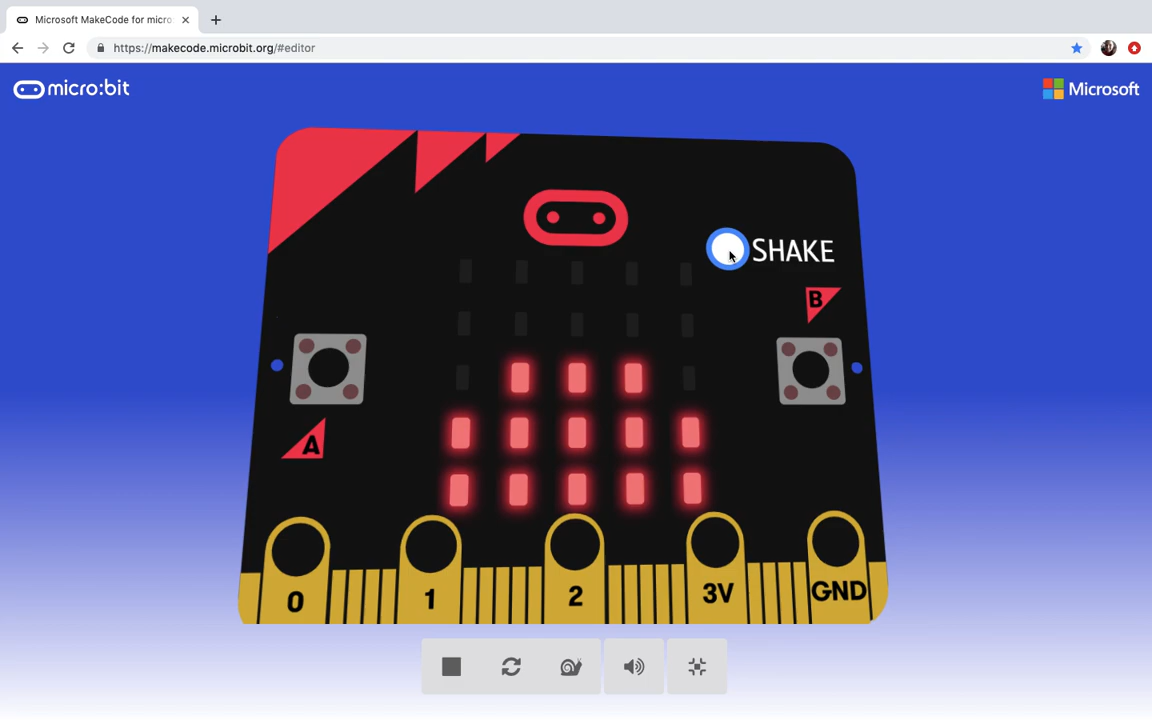 Microsoft MakeCode for micro:
https://makecode.microbit.org/#editor
micro:bit
Microsoft
SHAKE
B
A
0
1
2
3V
GND